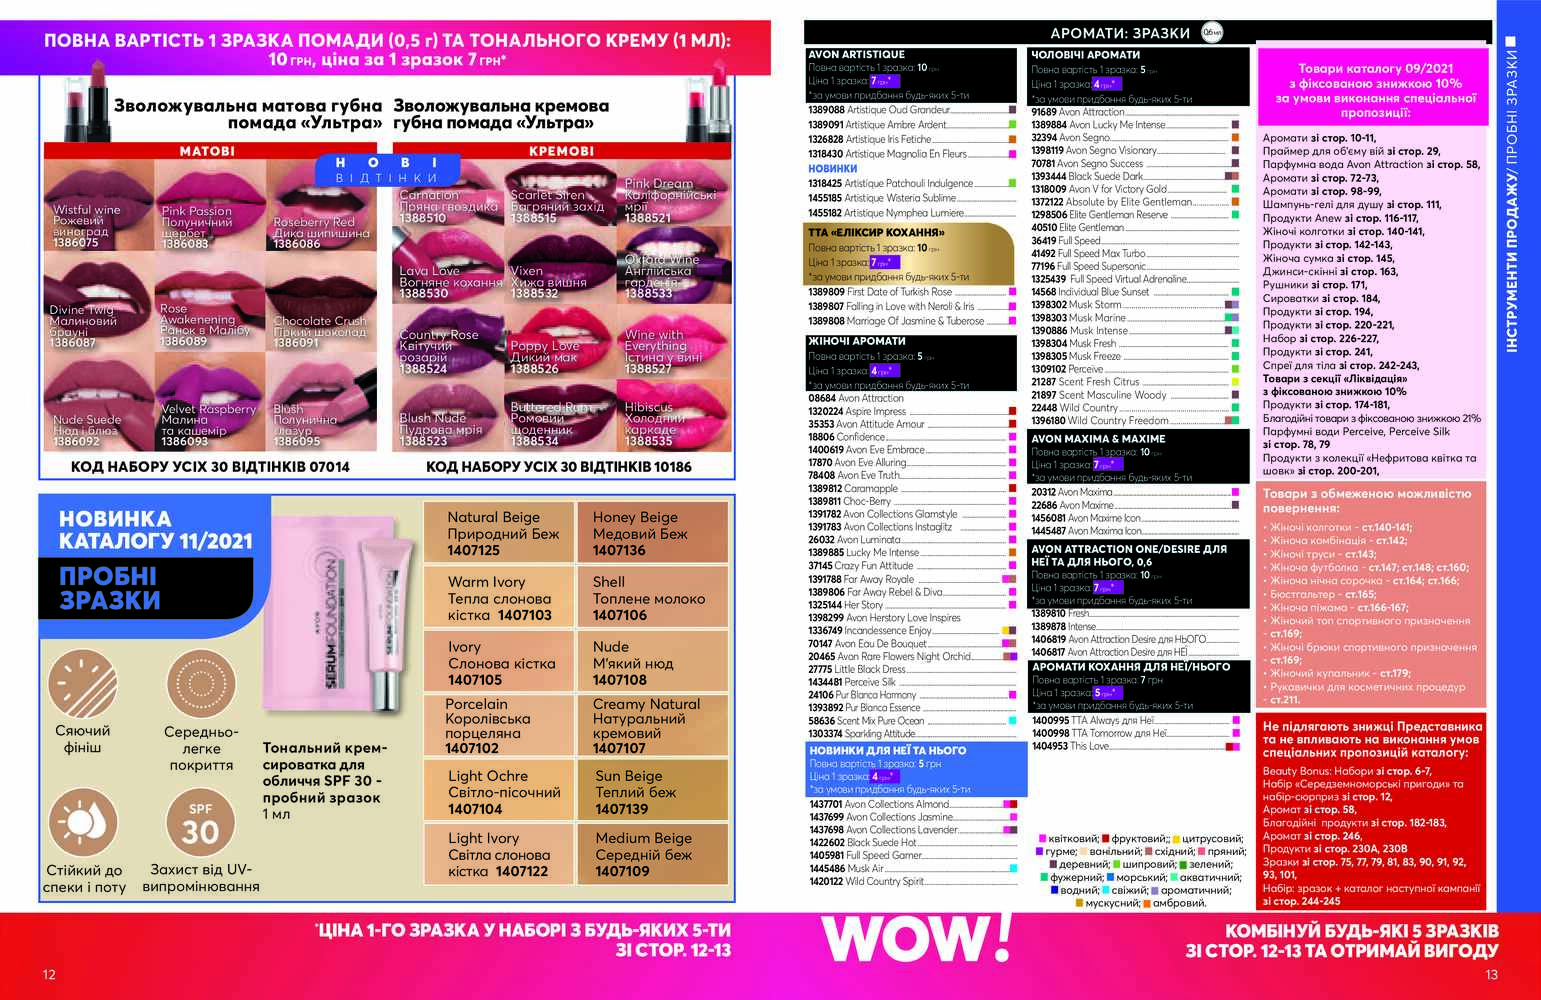 ПОВНА ВАРТІСТЬ 1 ЗРАЗКА ПОМАДИ (0,5 г) ТА ТОНАЛЬНОГО КРЕМУ (1 МЛ):
10 ГРН, ціна за 1 зразок 7 ГРН*
Зволожувальна матова губна
помада «Ультра»
Зволожувальна кремова
губна помада «Ультра»
МАТОВІ
КРЕМОВІ
НОВІ
ВІДТІНКИ
Wistful wine
Рожевий
виноград
1386075
Pink Passion
Полуничний
щербет
1386083
Roseberry Red
Дика шипшина
1386086
Carnation
Пряна гвоздика
1388510
Scarlet Siren
Багряний захід
1388515
Pink Dream
Каліфорнійські
мрії
1388521
Divine Twig
Малиновий
брауні
1386087
Rose
Awakenening
Ранок в Малібу
1386089
Chocolate Crush
Гіркий шоколад
1386091
Lava Love
Вогняне кохання
1388530
Vixen
Хижа вишня
1388532
Oxford Wine
Англійська
гарденія
1388533
Country Rose
Квітучий
розарій
1388524
Poppy Love
Дикий мак
1388526
Wine with
Everything
Істина у вині
1388527
Nude Suede
Нюд і блюз
1386092
Velvet Raspberry
Малина
та кашемір
1386093
Blush
Полунична
глазур
1386095
Blush Nude
Пудрова мрія
1388523
Buttered Rum
Ромовий
щоденник
1388534
Hibiscus
Холодний
каркаде
1388535
КОД НАБОРУ УСІХ 30 ВІДТІНКІВ 07014
КОД НАБОРУ УСІХ 30 ВІДТІНКІВ 10186
НОВИНКА
КАТАЛОГУ 11/2021
ПРОБНІ
ЗРАЗКИ
AVON
SERUM FOUNDATION
Сяючий
фініш
Середньо-
легке
покриття
Стійкий до
спеки і поту
SPF
30
Захист від UV-
випромінювання
Тональний крем-
сироватка для
обличчя SPF 30 -
пробний зразок
1 мл
Natural Beige
Природний Беж
1407125
Honey Beige
Медовий Беж
1407136
Warm Ivory
Тепла слонова
кістка 1407103
Shell
Топлене молоко
1407106
Ivory
Слонова кістка
1407105
Nude
М'який нюд
1407108
Porcelain
Королівська
порцеляна
1407102
Creamy Natural
Натуральний
кремовий
1407107
Light Ochre
Світло-пісочний
1407104
Sun Beige
Теплий беж
1407139
Light Ivory
Світла слонова
кістка 1407122
Medium Beige
Середній беж
1407109
*ЦІНА 1-ГО ЗРАЗКА У НАБОРІ З БУДЬ-ЯКИХ 5-ТИ
ЗІ СТОР. 12-13
12
АРОМАТИ: ЗРАЗКИ
0,6 мл
AVON ARTISTIQUE
Повна вартість 1 зразка: 10 грн
Ціна 1 зразка: 7 грн*
*за умови придбання будь-яких 5-ти
1389088 Artistique Oud Grandeur
1389091 Artistique Ambre Ardent
1326828 Artistique Iris Fetiche
1318430 Artistique Magnolia En Fleurs
НОВИНКИ
1318425 Artistique Patchouli Indulgence
1455185 Artistique Wisteria Sublime
1455182 Artistique Nymphea Lumiere
ТТА «ЕЛІКСИР КОХАННЯ»
Повна вартість 1 зразка: 10 грн
Ціна 1 зразка: 7 грн*
*за умови придбання будь-яких 5-ти
1389809 First Date of Turkish Rose
1389807 Falling in Love with Neroli & Iris
1389808 Marriage Of Jasmine & Tuberose
ЖІНОЧІ АРОМАТИ
Повна вартість 1 зразка: 5 грн
Ціна 1 зразка: 4 грн*
*за умови придбання будь-яких 5-ти
08684 Avon Attraction
1320224 Aspire Impress
35353 Avon Attitude Amour
18806 Confidence
1400619 Avon Eve Embrace
17870 Avon Eve Alluring
78408 Avon Eve Truth
1389812 Caramapple
1389811 Choc-Berry
1391782 Avon Collections Glamstyle
1391783 Avon Collections Instaglitz
26032 Avon Luminata
1389885 Lucky Me Intense
37145 Crazy Fun Attitude
1391788 Far Away Royale
1389806 Far Away Rebel & Diva
1325144 Her Story
1398299 Avon Herstory Love Inspires
1336749 Incandessence Enjoy
70147 Avon Eau De Bouquet
20465 Avon Rare Flowers Night Orchid
27775 Little Black Dress
1434481 Perceive Silk
24106 Pur Blanca Harmony
1393892 Pur Blanca Essence
58636 Scent Mix Pure Ocean
1303374 Sparkling Attitude
НОВИНКИ ДЛЯ НЕЇ ТА НЬОГО
Повна вартість 1 зразка: 5 грн
Ціна 1 зразка: 4 грн*
*за умови придбання будь-яких 5-ти
1437701 Avon Collections Almond
1437699 Avon Collections Jasmine
1437698 Avon Collections Lavender
1422602 Black Suede Hot
1405981 Full Speed Gamer
1445486 Musk Air
1420122 Wild Country Spirit
ЧОЛОВІЧІ АРОМАТИ
Повна вартість 1 зразка: 5 грн
Ціна 1 зразка: 4 грн*
*за умови придбання будь-яких 5-ти
91689 Avon Attraction
1389884 Avon Lucky Me Intense
32394 Avon Segno
1398119 Avon Segno Visionary
70781 Avon Segno Success
1393444 Black Suede Dark
1318009 Avon V for Victory Gold
1372122 Absolute by Elite Gentleman
1298506 Elite Gentleman Reserve
40510 Elite Gentleman
36419 Full Speed
41492 Full Speed Max Turbo
77196 Full Speed Supersonic
1325439 Full Speed Virtual Adrenaline
14568 Individual Blue Sunset
1398302 Musk Storm
1398303 Musk Marine
1390886 Musk Intense
1398304 Musk Fresh
1398305 Musk Freeze
1309102 Perceive
21287 Scent Fresh Citrus
21897 Scent Masculine Woody
22448 Wild Country
1396180 Wild Country Freedom
AVON MAXIMA & MAXIME
Повна вартість 1 зразка: 10 грн
Ціна 1 зразка: 7 грн*
*за умови придбання будь-яких 5-ти
20312 Avon Maxima
22686 Avon Maxime
1456081 Avon Maxime Icon
1445487 Avon Maxima Icon
AVON ATTRACTION ONE/DESIRE ДЛЯ
НЕЇ ТА ДЛЯ НЬОГО, 0,6
Повна вартість 1 зразка: 10 грн
Ціна 1 зразка: 7 грн*
*за умови придбання будь-яких 5-ти
1389810 Fresh
1389878 Intense
1406819 Avon Attraction Desire для НЬОГО
1406817 Avon Attraction Desire для НЕЇ
АРОМАТИ КОХАННЯ ДЛЯ НЕЇ/НЬОГО
Повна вартість 1 зразка: 7 грн
Ціна 1 зразка: 5 грн*
*за умови придбання будь-яких 5-ти
1400995 TTA Always для Неї
1400998 TTA Tomorrow для Неї
1404953 This Love
квітковий; фруктовий;; цитрусовий;
гурме; ванільний; східний; пряний;
деревний; шипровий; зелений;
фужерний; морський; акватичний;
водний; свіжий; ароматичний;
мускусний; амбровий.
Товари каталогу 09/2021
з фіксованою знижкою 10%
за умови виконання спеціальної
пропозиції:
Аромати зі стор. 10-11,
Праймер для об'єму вій зі стор. 29,
Парфумна вода Avon Attraction зі стор. 58,
Аромати зі стор. 72-73,
Аромати зі стор. 98-99,
Шампунь-гелі для душу зі стор. 111,
Продукти Anew зі стор. 116-117,
Жіночі колготки зі стор. 140-141,
Продукти зі стор. 142-143,
Жіноча сумка зі стор. 145,
Джинси-скінні зі стор. 163,
Рушники зі стор. 171,
Сироватки зі стор. 184,
Продукти зі стор. 194,
Продукти зі стор. 220-221,
Набор зі стор. 226-227,
Продукти зі стор. 241,
Спреї для тіла зі стор. 242-243,
Товари з секції «Ліквідація»
з фіксованою знижкою 10%
Продукти зі стор. 174-181,
Благодійні товари з фіксованою знижкою 21%
Парфумні води Perceive, Perceive Silk
зі стор. 78, 79
Продукти з колекції «Нефритова квітка та
шовк» зі стор. 200-201,
Товари з обмеженою можливістю
повернення:
• Жіночі колготки - ст.140-141;
• Жіноча комбінація - ст.142;
• Жіночі труси - ст.143;
• Жіноча футболка - ст.147; ст.148; ст.160;
• Жіноча нічна сорочка - ст.164; ст.166;
• Бюстгальтер - ст.165;
• Жіноча піжама - ст.166-167;
• Жіночий топ спортивного призначення
- ст.169;
• Жіночі брюки спортивного призначення
- ст.169;
• Жіночий купальник - ст.179;
• Рукавички для косметичних процедур
- ст.211.
Не підлягають знижці Представника
та не впливають на виконання умов
спеціальних пропозицій каталогу:
Beauty Bonus: Набори зі стор. 6-7,
Набір «Середземноморські пригоди» та
набір-сюрприз зі стор. 12,
Аромат зі стор. 58,
Благодійні продукти зі стор. 182-183,
Аромат зі стор. 246,
Продукти зі стор. 230A, 230B
Зразки зі стор. 75, 77, 79, 81, 83, 90, 91, 92,
93, 101,
Набір: зразок + каталог наступної кампанії
зі стор. 244-245
ІНСТРУМЕНТИ ПРОДАЖУ/ ПРОБНІ ЗРАЗКИ
WOW!
КОМБІНУЙ БУДЬ-ЯКІ 5 ЗРАЗКІВ
ЗІ СТОР. 12-13 ТА ОТРИМАЙ ВИГОДУ
13